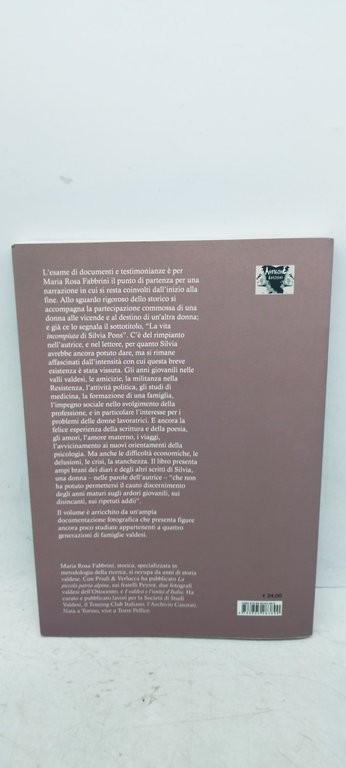 L'esame di documenti e testimonianze è per
Maria Rosa Fabbrini il punto di partenza per una
narrazione in cui si resta coinvolti dall'inizio alla
fine. Allo sguardo rigoroso dello storico si
accompagna la partecipazione commossa di una
donna alle vicende e al destino di un'altra donna;
e già ce lo segnala il sottotitolo, "La vita
incompiuta di Silvia Pons". C'è del rimpianto
nell'autrice, e nel lettore, per quanto Silvia
avrebbe ancora potuto dare, ma si rimane
affascinati dall'intensità con cui questa breve
esistenza è stata vissuta. Gli anni giovanili nelle
valli valdesi, le amicizie, la militanza nella
Resistenza, l'attività politica, gli studi di
medicina, la formazione di una famiglia,
l'impegno sociale nello svolgimento della
professione, e in particolare l'interesse per i
problemi delle donne lavoratrici. E ancora la
felice esperienza della scrittura e della poesia,
gli amori, l'amore materno, i viaggi,
l'avvicinamento ai nuovi orientamenti della
psicologia. Ma anche le difficoltà economiche, le
delusioni, le crisi, la stanchezza. Il libro presenta
ampi brani dei diari e degli altri scritti di Silvia,
una donna – nelle parole dell'autrice – "che non
ha potuto permettersi il cauto discernimento
degli anni maturi sugli ardori giovanili, sui
disincanti, sui ripetuti addii".
Il volume è arricchito da un'ampia
documentazione fotografica che presenta figure
ancora poco studiate appartenenti a quattro
generazioni di famiglie valdesi.
Maria Rosa Fabbrini, storica, specializzata in
metodologia della ricerca, si occupa da anni di storia
valdese. Con Priuli & Verlucca ha pubblicato La
piccola patria alpina, sui fratelli Peyrot, due fotografi
valdesi dell'Ottocento, e I valdesi e l'unità d'Italia. Ha
curato e pubblicato lavori per la Società di Studi
Valdesi, il Touring Club Italiano, l'Archivio Casorati.
Nata a Torino, vive a Torre Pellice.
€ 24,00